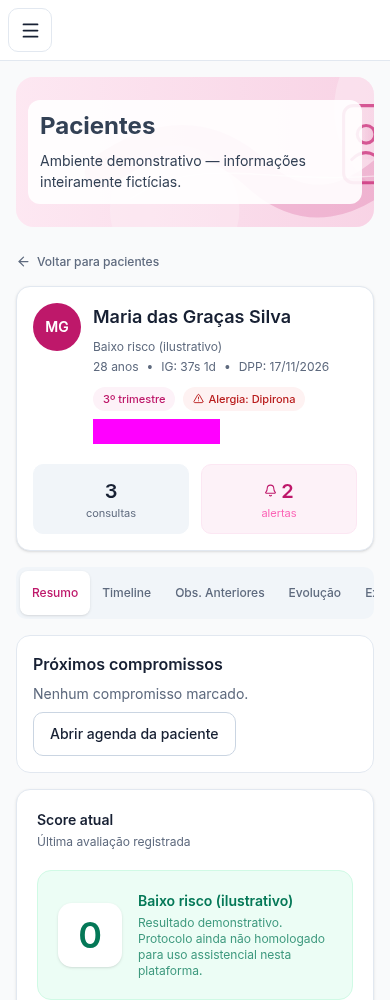 Pacientes
Ambiente demonstrativo — informações
inteiramente fictícias.
Voltar para pacientes
MG
Maria das Graças Silva
Baixo risco (ilustrativo)
28 anos • IG: 37s 1d • DPP: 17/11/2026
3º trimestre
Alergia: Dipirona
3
consultas
2
alertas
Resumo
Timeline
Obs. Anteriores
Evolução
Próximos compromissos
Nenhum compromisso marcado.
Abrir agenda da paciente
Score atual
Última avaliação registrada
0
Baixo risco (ilustrativo)
Resultado demonstrativo.
Protocolo ainda não homologado
para uso assistencial nesta
plataforma.